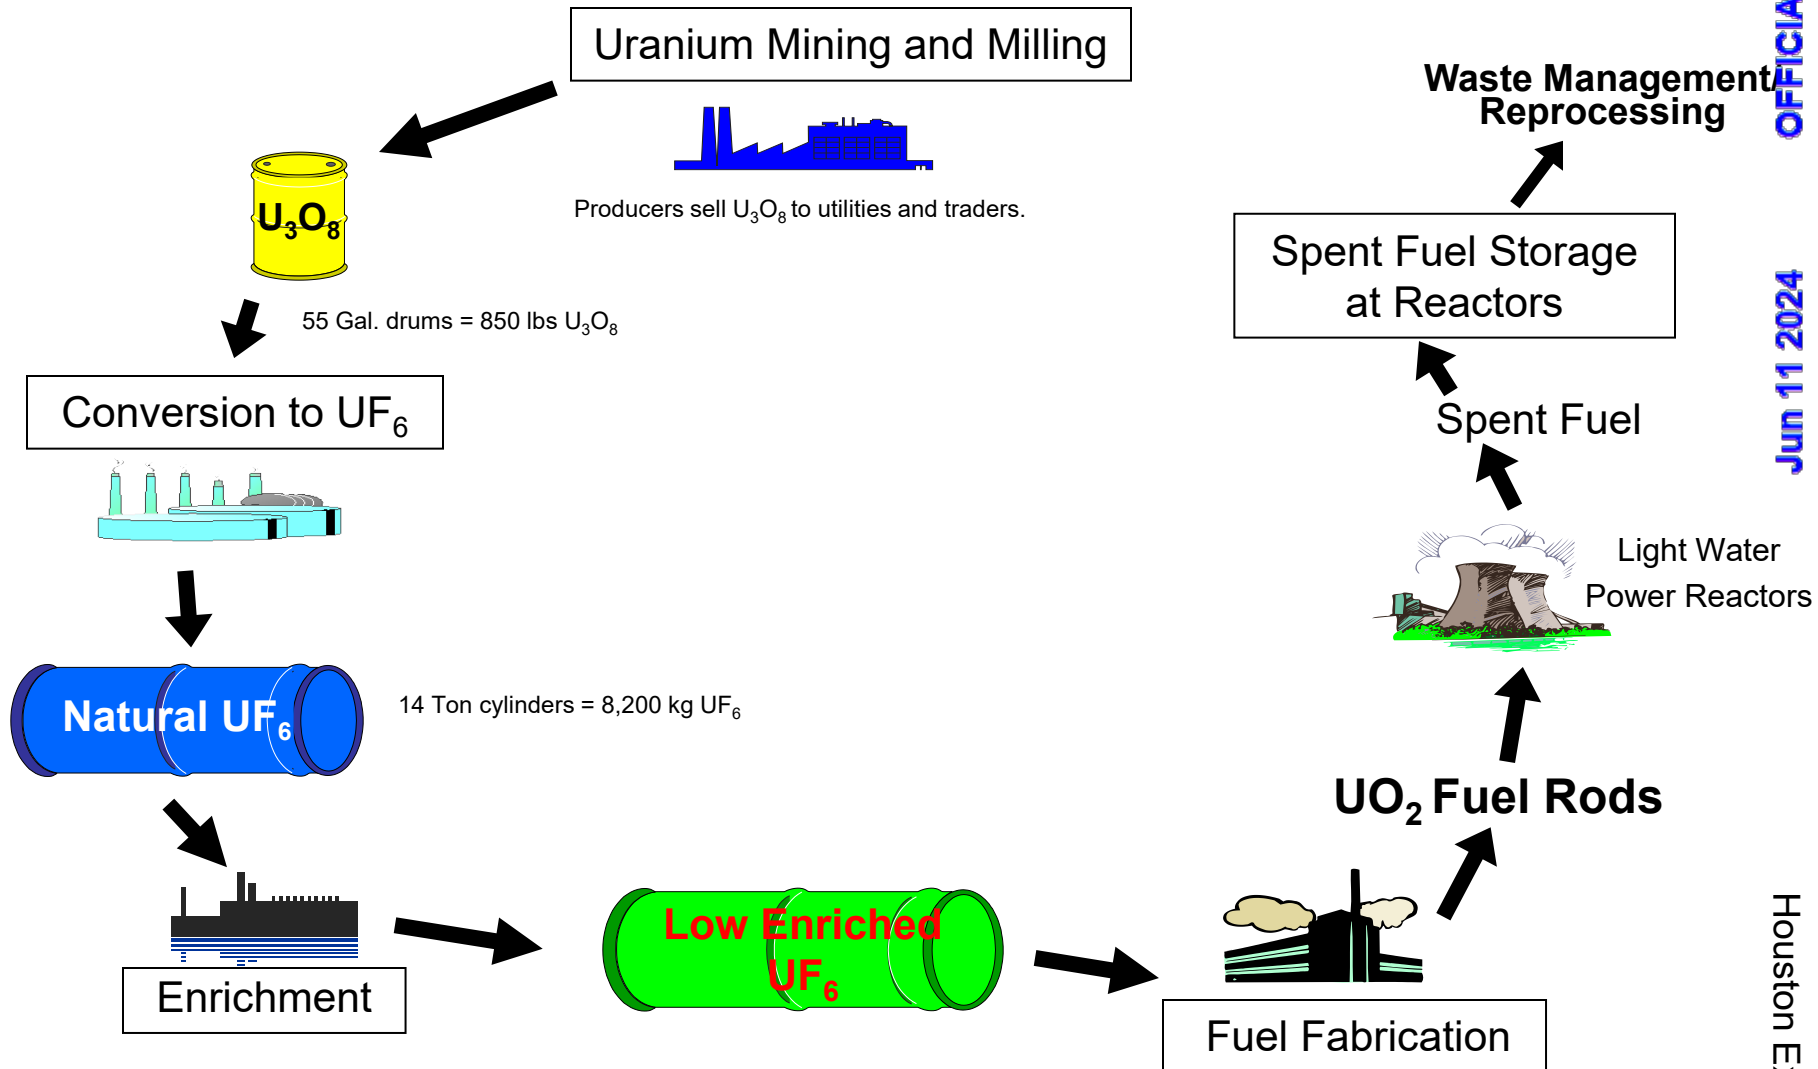 Uranium Mining and Milling
Producers sell U₃O₈ to utilities and traders.
U₃O₈
55 Gal. drums = 850 lbs U₃O₈
Conversion to UF₆
Natural UF₆
14 Ton cylinders = 8,200 kg UF₆
Enrichment
Low Enriched
UF₆
Fuel Fabrication
UO₂ Fuel Rods
Light Water
Power Reactors
Spent Fuel
Spent Fuel Storage
at Reactors
Waste Management/
Reprocessing
Jun 11 2024
Houston